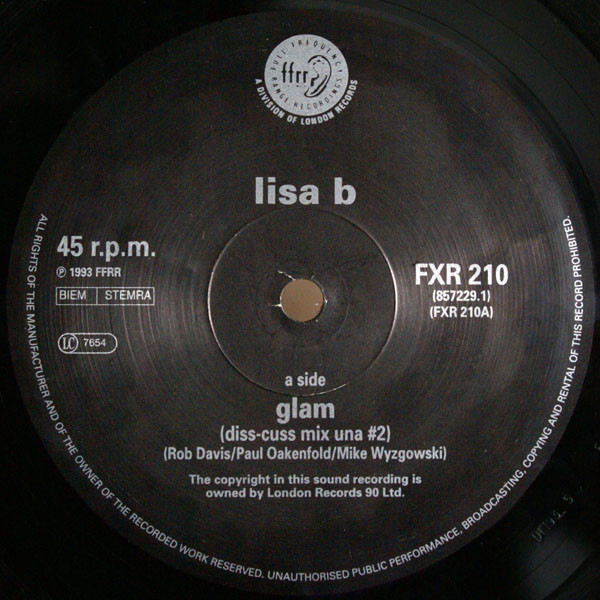 FULL FREQUENCY
RANGE RECORDINGS
ffrr
A DIVISION OF LONDON RECORDS
lisa b
45 r.p.m.
℗ 1993 FFRR
BIEM STEMRA
LC 7654
FXR 210
(857229.1)
(FXR 210A)
a side
glam
(diss-cuss mix una #2)
(Rob Davis/Paul Oakenfold/Mike Wyzgowski)
The copyright in this sound recording is
owned by London Records 90 Ltd.
ALL RIGHTS OF THE MANUFACTURER AND OF THE OWNER OF THE RECORDED WORK RESERVED. UNAUTHORISED PUBLIC PERFORMANCE, BROADCASTING, COPYING AND RENTAL OF THIS RECORD PROHIBITED.